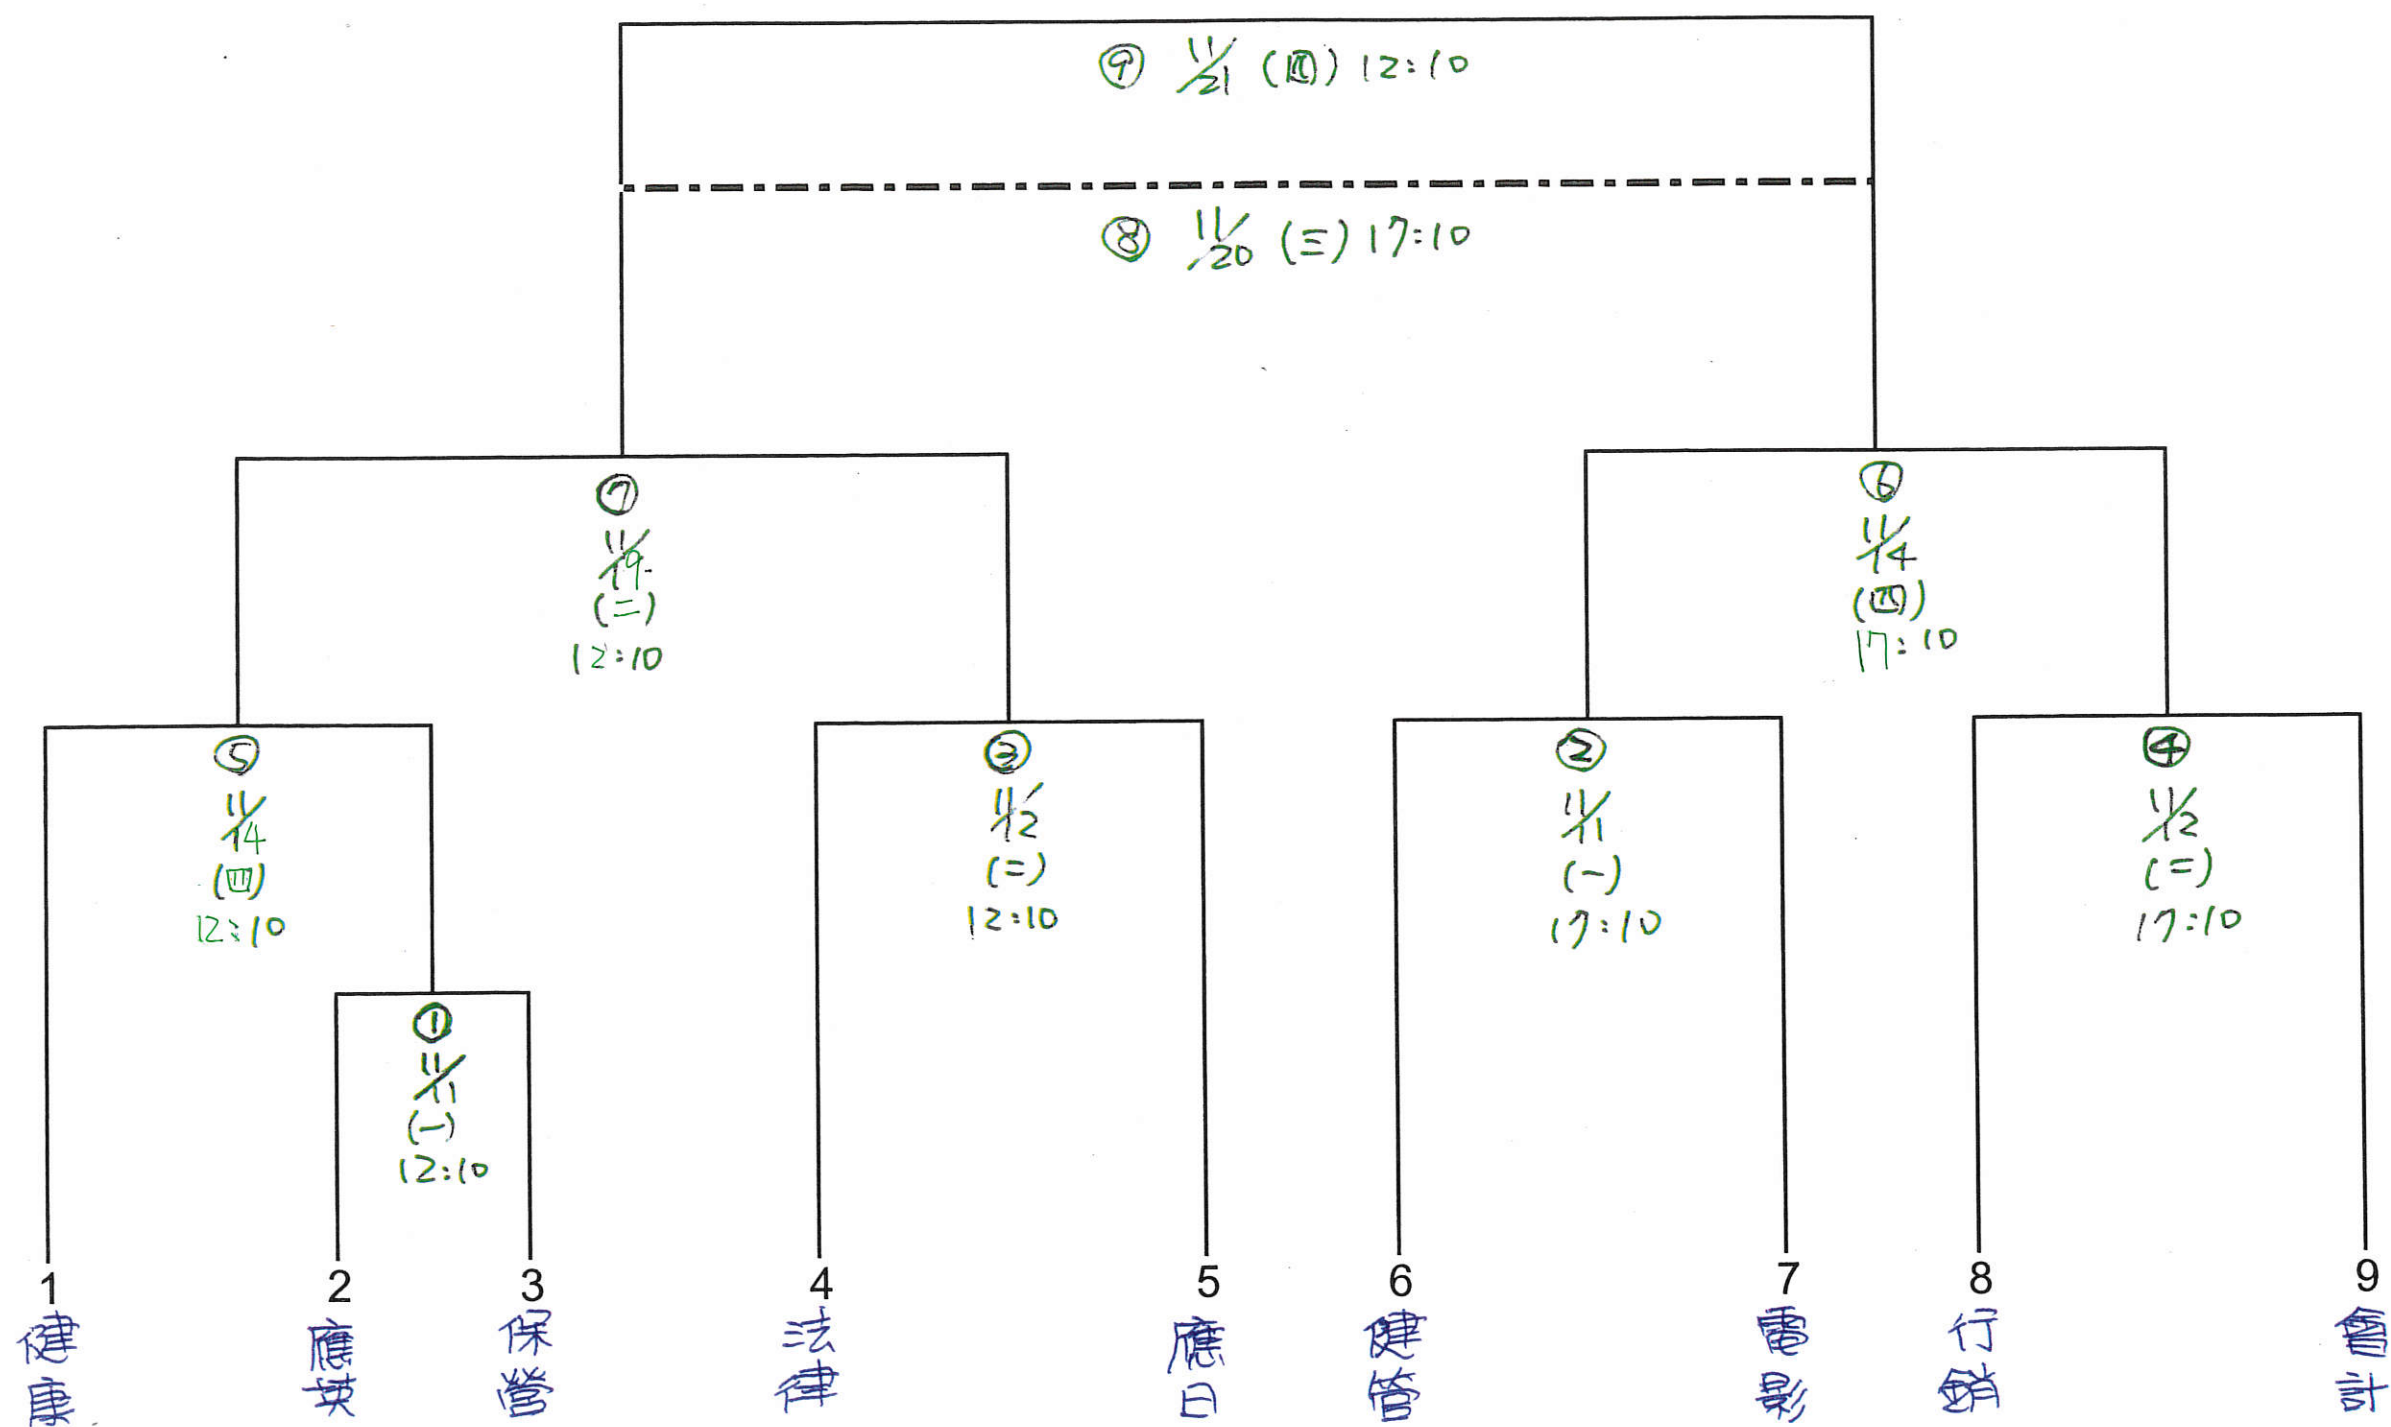 ⑨ 11/21 (四) 12:10
⑧ 11/20 (三) 17:10
⑦
11/19
(二)
12:10
⑥
11/14
(四)
17:10
⑤
11/14
(四)
12:10
③
11/12
(二)
12:10
②
11/11
(一)
17:10
④
11/12
(二)
17:10
①
11/11
(一)
12:10
1 2 3 4 5 6 7 8 9
健康
應英
保營
法律
應日
健管
電影
行銷
會計